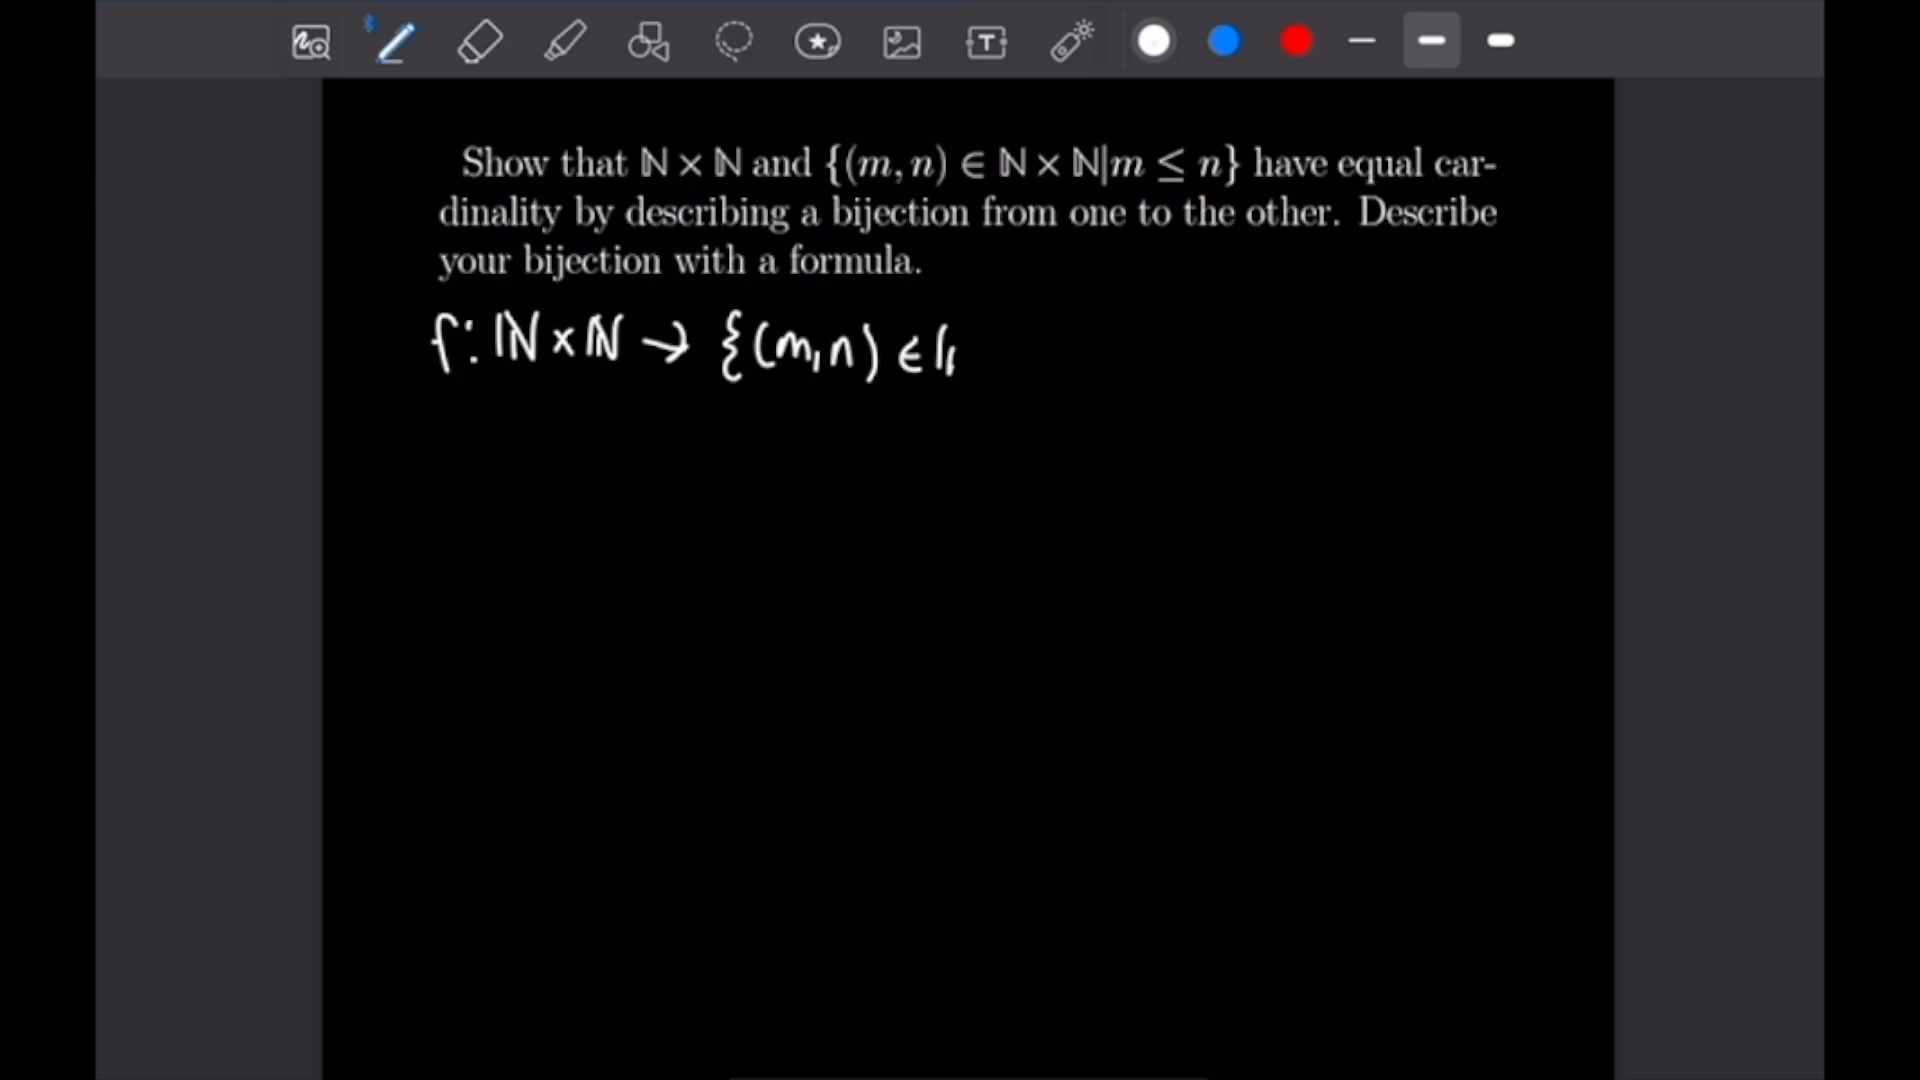 Show that ℕ × ℕ and {(m, n) ∈ ℕ × ℕ|m ≤ n} have equal car-
dinality by describing a bijection from one to the other. Describe
your bijection with a formula.
f: ℕ × ℕ → {(m,n) ∈